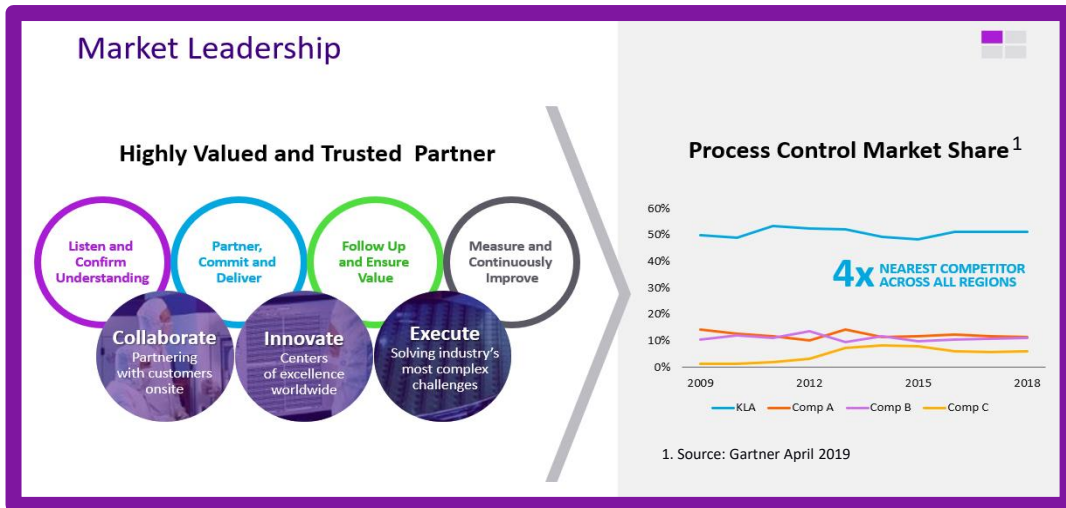 Market Leadership
Highly Valued and Trusted Partner
Listen and
Confirm
Understanding
Partner,
Commit and
Deliver
Follow Up
and Ensure
Value
Measure and
Continuously
Improve
Collaborate
Partnering
with customers
onsite
Innovate
Centers
of excellence
worldwide
Execute
Solving industry's
most complex
challenges
Process Control Market Share1
60%
50%
40%
30%
20%
10%
0%
4x NEAREST COMPETITOR
ACROSS ALL REGIONS
2009 2012 2015 2018
KLA Comp A Comp B Comp C
1. Source: Gartner April 2019